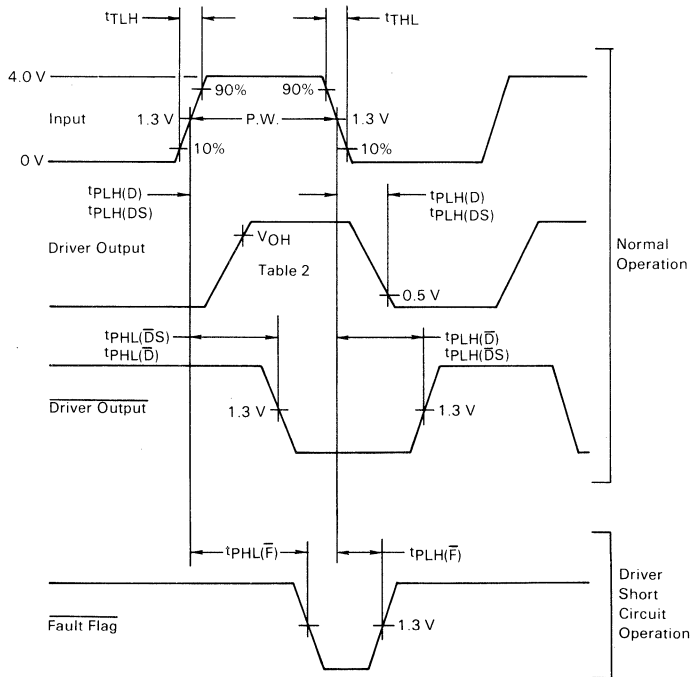 tTLH
tTHL
4.0 V
90%
90%
Input
1.3 V
P.W.
1.3 V
10%
10%
0 V
tPLH(D)
tPLH(DS)
tPLH(D)
tPLH(DS)
Driver Output
VOH
Table 2
0.5 V
Normal
Operation
tPHL(D̅S)
tPHL(D̅)
tPLH(D̅)
tPLH(D̅S)
Driver Output
1.3 V
1.3 V
tPHL(F̅)
tPLH(F̅)
Fault Flag
1.3 V
Driver
Short
Circuit
Operation